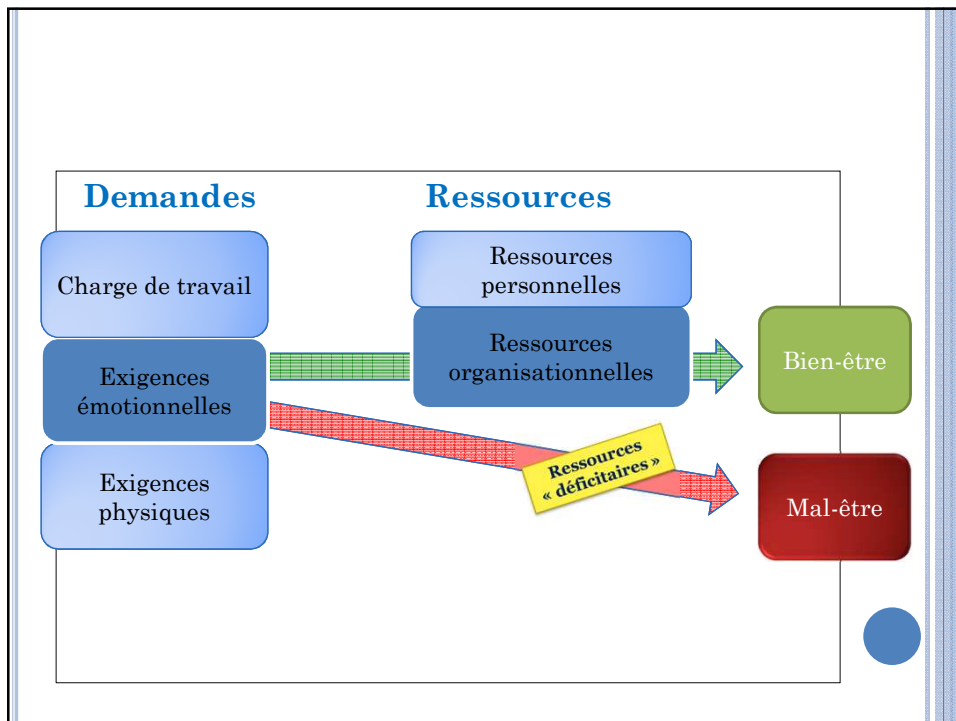 Demandes
Ressources
Charge de travail
Exigences
émotionnelles
Exigences
physiques
Ressources
personnelles
Ressources
organisationnelles
Ressources
« déficitaires »
Bien-être
Mal-être